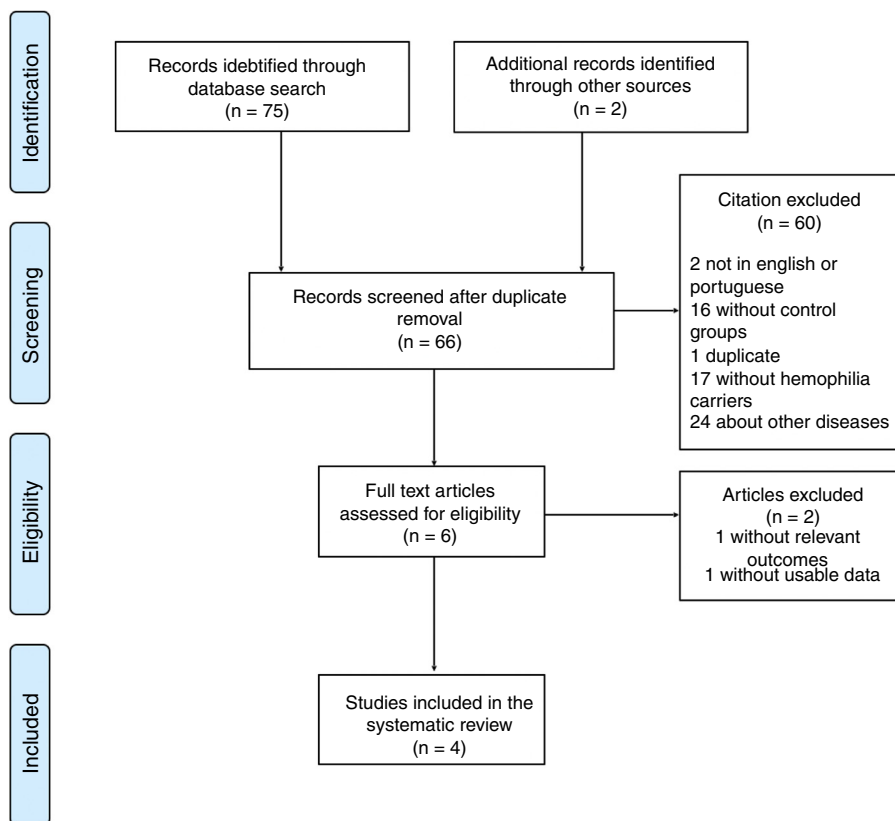 Identification
Records idebtified through
database search
(n = 75)
Additional records identified
through other sources
(n = 2)
Screening
Records screened after duplicate
removal
(n = 66)
Citation excluded
(n = 60)
2 not in english or
portuguese
16 without control
groups
1 duplicate
17 without hemophilia
carriers
24 about other diseases
Eligibility
Full text articles
assessed for eligibility
(n = 6)
Articles excluded
(n = 2)
1 without relevant
outcomes
1 without usable data
Included
Studies included in the
systematic review
(n = 4)